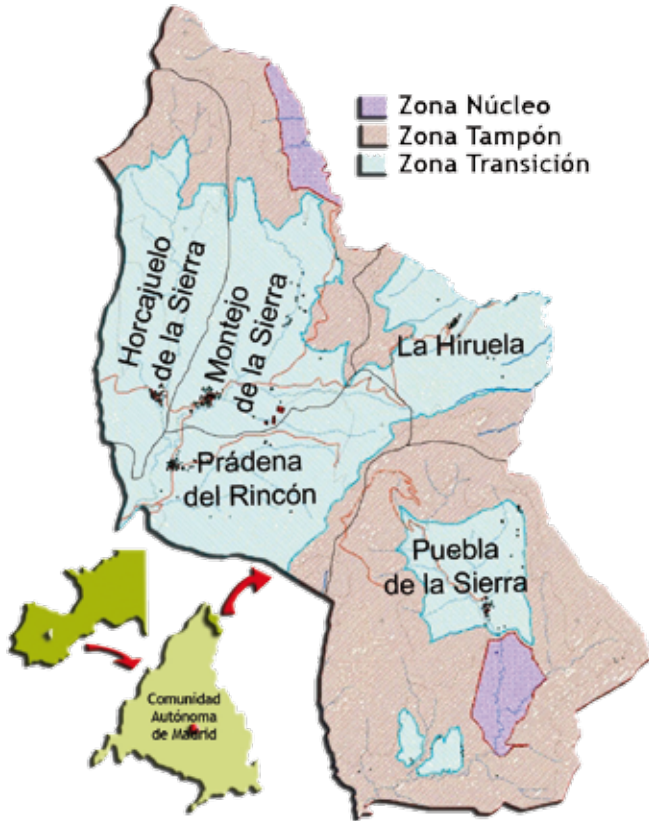 Zona Núcleo
Zona Tampón
Zona Transición
Horcajuelo
de la Sierra
Montejo
de la Sierra
La Hiruela
Prádena
del Rincón
Puebla
de la Sierra
Comunidad
Autónoma
de Madrid